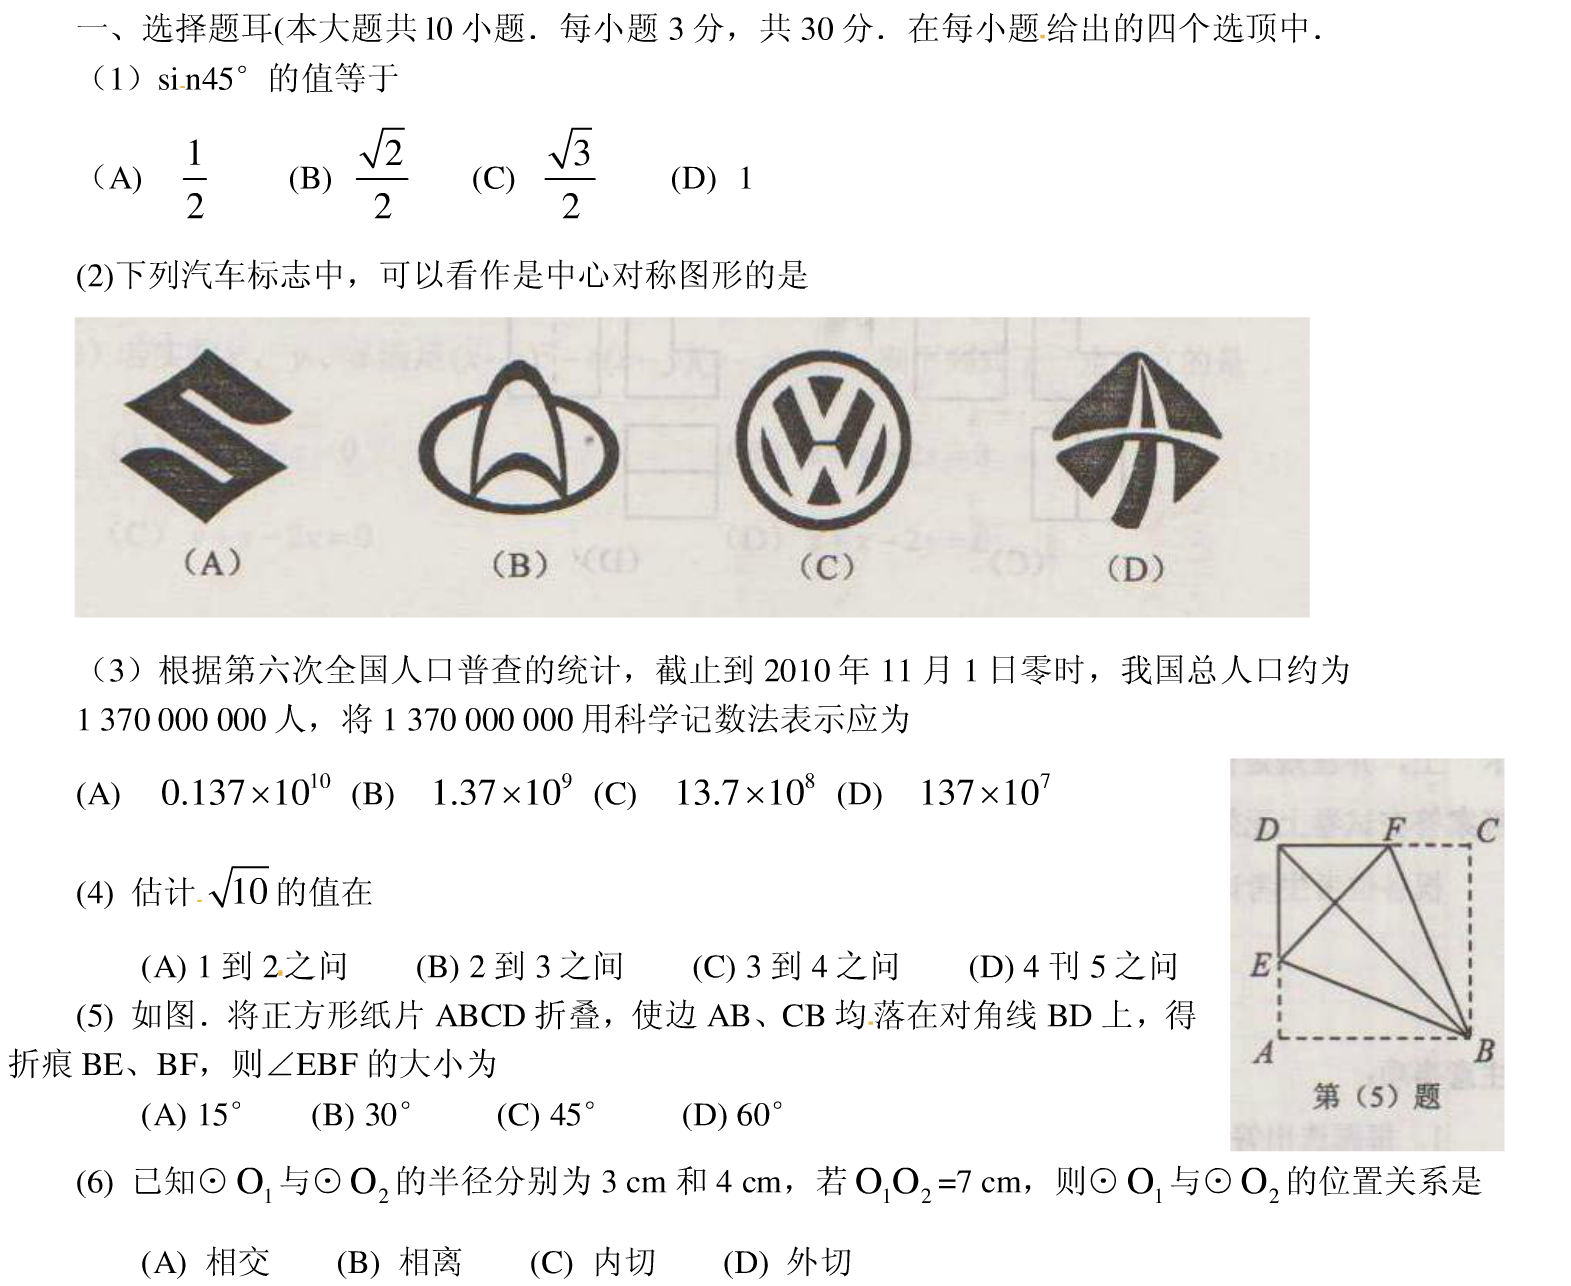 一、选择题耳(本大题共l0小题．每小题3分，共30分．在每小题给出的四个选顶中．
（1）sin45°的值等于
（A) 1/2 (B) √2/2 (C) √3/2 (D) 1
(2)下列汽车标志中，可以看作是中心对称图形的是
（A） （B） （C） （D）
（3）根据第六次全国人口普查的统计，截止到2010年11月1日零时，我国总人口约为
1 370 000 000人，将1 370 000 000用科学记数法表示应为
(A) 0.137×10¹⁰ (B) 1.37×10⁹ (C) 13.7×10⁸ (D) 137×10⁷
(4) 估计√10的值在
(A) 1到2之问 (B) 2到3之间 (C) 3到4之问 (D) 4刊5之问
(5) 如图．将正方形纸片ABCD折叠，使边AB、CB均落在对角线BD上，得
折痕BE、BF，则∠EBF的大小为
(A) 15° (B) 30° (C) 45° (D) 60°
D F C
E
A B
第（5）题
(6) 已知⊙O₁与⊙O₂的半径分别为3 cm和4 cm，若O₁O₂=7 cm，则⊙O₁与⊙O₂的位置关系是
(A) 相交 (B) 相离 (C) 内切 (D) 外切